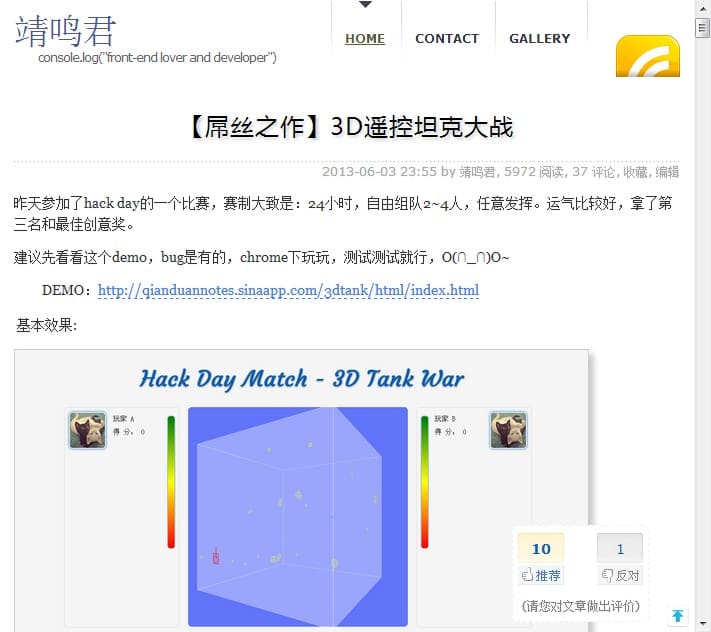 靖鸣君
console.log("front-end lover and developer")
HOME CONTACT GALLERY
【屌丝之作】3D遥控坦克大战
2013-06-03 23:55 by 靖鸣君, 5972 阅读, 37 评论, 收藏, 编辑
昨天参加了hack day的一个比赛，赛制大致是：24小时，自由组队2~4人，任意发挥。运气比较好，拿了第
三名和最佳创意奖。
建议先看看这个demo，bug是有的，chrome下玩玩，测试测试就行，O(∩_∩)O~
DEMO：http://qianduannotes.sinaapp.com/3dtank/html/index.html
基本效果:
Hack Day Match - 3D Tank War
玩家 A
得 分： 0
玩家 B
得 分： 0
10 1
推荐 反对
(请您对文章做出评价)